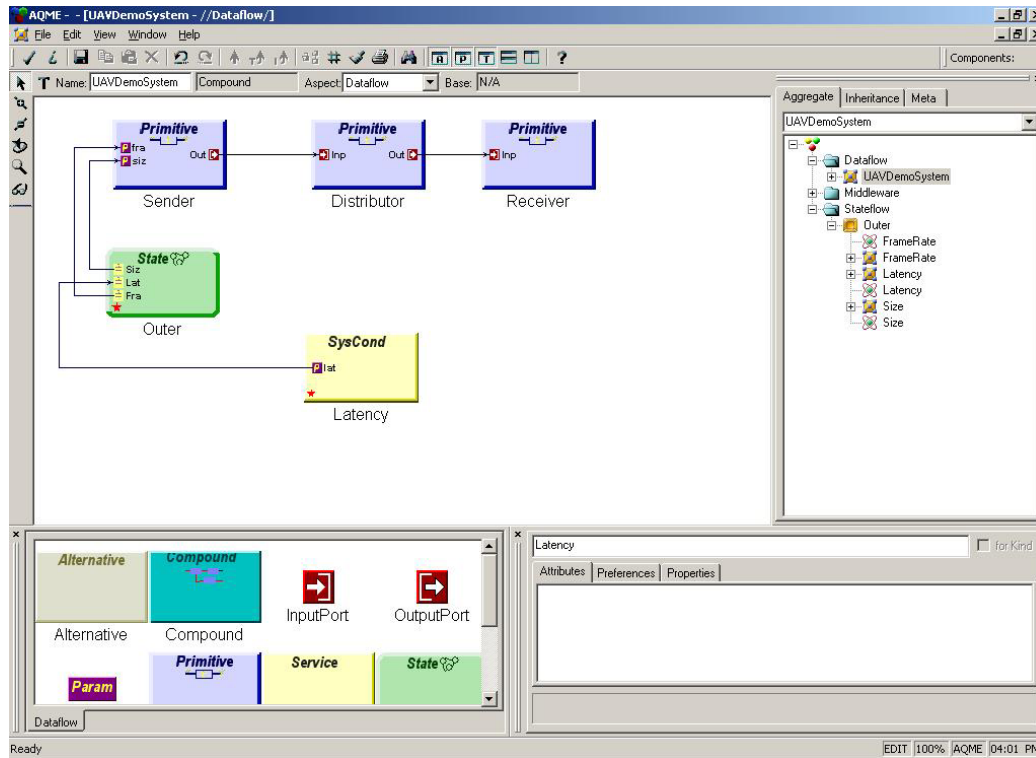 AQME - - [UAVDemoSystem - //Dataflow/]
File Edit View Window Help
Components:
Name: UAVDemoSystem Compound Aspect: Dataflow Base: N/A
Aggregate Inheritance Meta
UAVDemoSystem
Dataflow
UAVDemoSystem
Middleware
Stateflow
Outer
FrameRate
FrameRate
Latency
Latency
Size
Size
Primitive
fra
siz
Out
Sender
Primitive
Inp Out
Distributor
Primitive
Inp
Receiver
State
Siz
Lat
Fra
Outer
SysCond
lat
Latency
Alternative
Alternative
Compound
Compound
InputPort
OutputPort
Param
Primitive
Service
State
Dataflow
Latency
for Kind
Attributes Preferences Properties
Ready
EDIT 100% AQME 04:01 PM